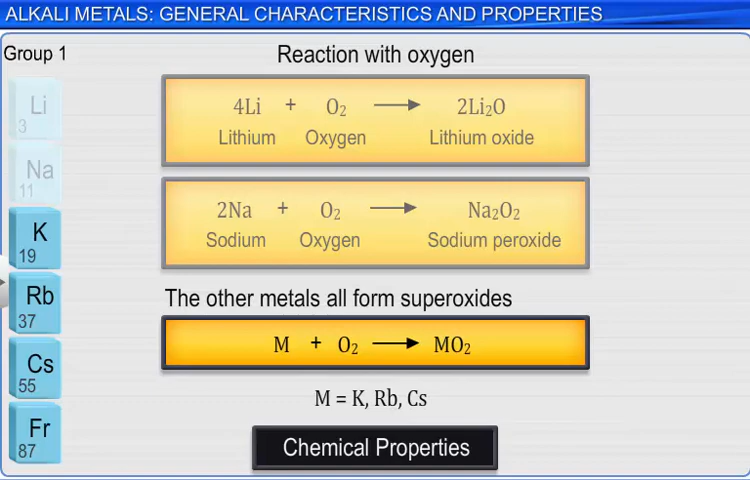 ALKALI METALS: GENERAL CHARACTERISTICS AND PROPERTIES
Group 1
Reaction with oxygen
Li
3
4Li + O₂ ⟶ 2Li₂O
Lithium Oxygen Lithium oxide
Na
11
2Na + O₂ ⟶ Na₂O₂
Sodium Oxygen Sodium peroxide
K
19
Rb
37
The other metals all form superoxides
M + O₂ ⟶ MO₂
Cs
55
M = K, Rb, Cs
Fr
87
Chemical Properties